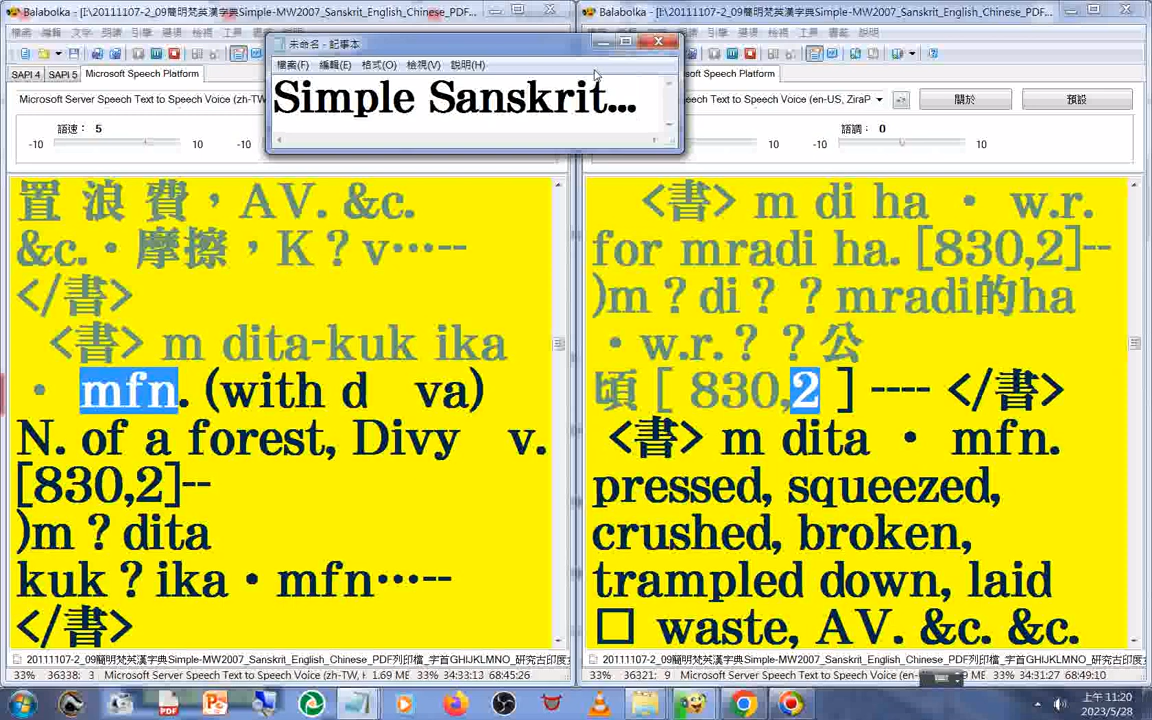 Balabolka - [I:\20111107-2_09簡明梵英漢字典Simple-MW2007_Sanskrit_English_Chinese_PDF...
Balabolka - [I:\20111107-2_09簡明梵英漢字典Simple-MW2007_Sanskrit_English_Chinese_PDF...
未命名 - 記事本
檔案(F) 編輯(E) 格式(O) 檢視(V) 說明(H)
Simple Sanskrit...
SAPI 4 SAPI 5 Microsoft Speech Platform
Microsoft Server Speech Text to Speech Voice (zh-TW,
語速： 5
-10 10 -10
置 浪 費，AV. &c.
&c.·摩擦，K？v···--
</書>
<書> m dita-kuk ika
· mfn. (with d va)
N. of a forest, Divy v.
[830,2]--
)m？dita
kuk？ika·mfn···--
</書>
20111107-2_09簡明梵英漢字典Simple-MW2007_Sanskrit_English_Chinese_PDF列印檔_字首GHIJKLMNO_研究古印度
33% 36338: 3 Microsoft Server Speech Text to Speech Voice (zh-TW, 1.69 MB 33% 34:33:13 68:45:26
Speech Platform
eech Text to Speech Voice (en-US, ZiraP
關於 預設
語調： 0
10 -10 10
<書> m di ha · w.r.
for mradi ha. [830,2]--
)m？di？？mradi的ha
·w.r.？？公
頃 [ 830,2 ] ---- </書>
<書> m dita · mfn.
pressed, squeezed,
crushed, broken,
trampled down, laid
□ waste, AV. &c. &c.
20111107-2_09簡明梵英漢字典Simple-MW2007_Sanskrit_English_Chinese_PDF列印檔_字首GHIJKLMNO_研究古印度
33% 36321: 9 Microsoft Server Speech Text to Speech Voice 33% 34:31:27 68:49:10
上午 11:20
2023/5/28